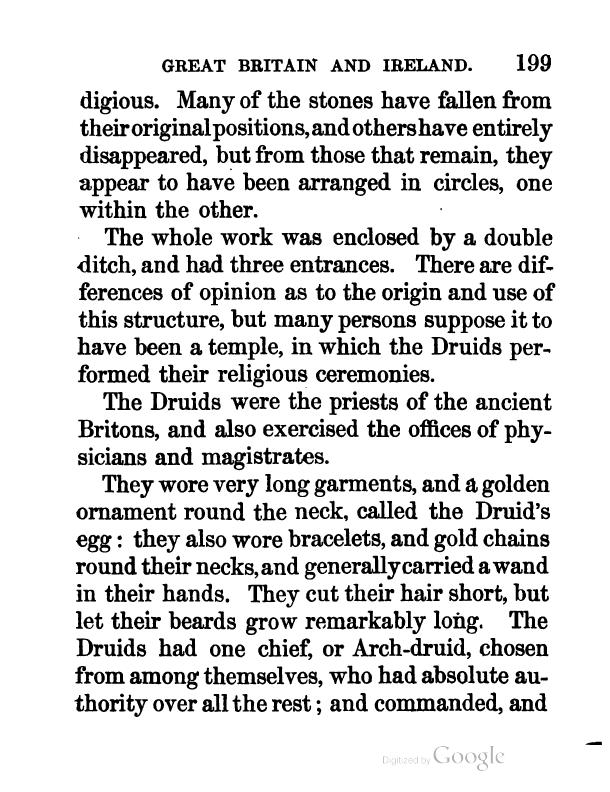 GREAT BRITAIN AND IRELAND. 199
digious. Many of the stones have fallen from
their original positions, and others have entirely
disappeared, but from those that remain, they
appear to have been arranged in circles, one
within the other.
The whole work was enclosed by a double
ditch, and had three entrances. There are dif-
ferences of opinion as to the origin and use of
this structure, but many persons suppose it to
have been a temple, in which the Druids per-
formed their religious ceremonies.
The Druids were the priests of the ancient
Britons, and also exercised the offices of phy-
sicians and magistrates.
They wore very long garments, and a golden
ornament round the neck, called the Druid's
egg : they also wore bracelets, and gold chains
round their necks, and generally carried a wand
in their hands. They cut their hair short, but
let their beards grow remarkably long. The
Druids had one chief, or Arch-druid, chosen
from among themselves, who had absolute au-
thority over all the rest ; and commanded, and
Digitized by Google